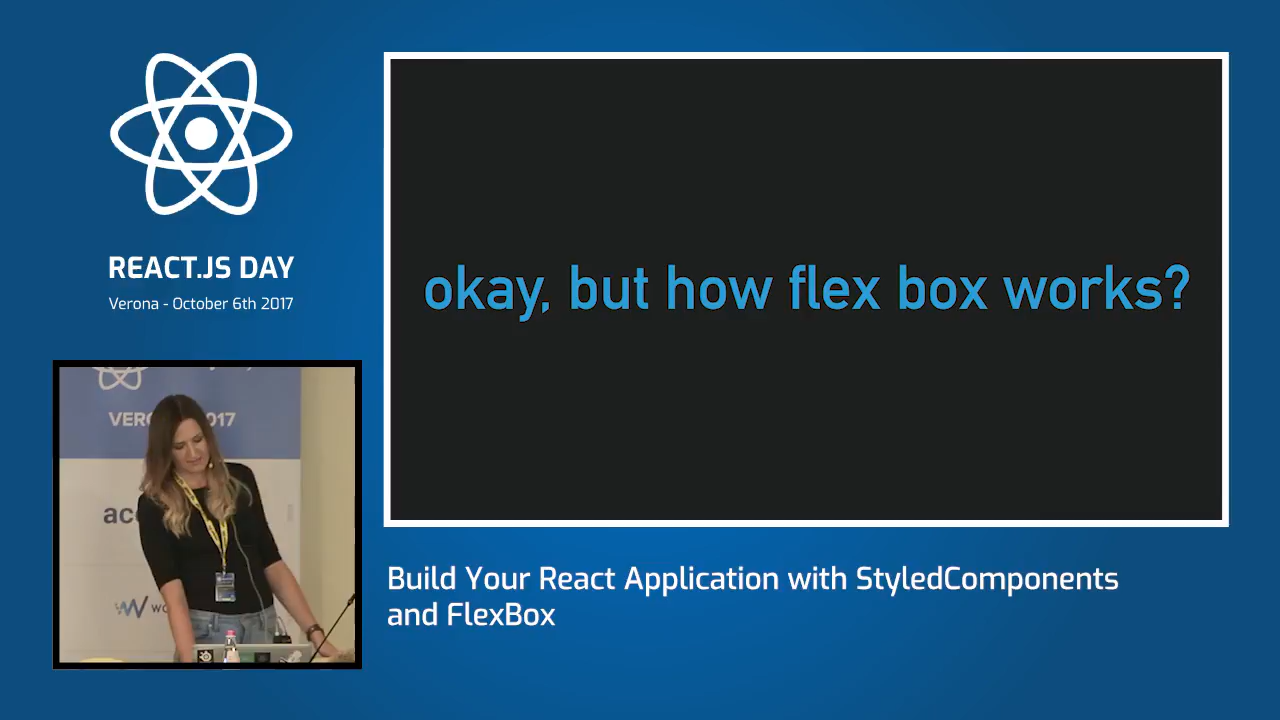 REACT.JS DAY
Verona - October 6th 2017
okay, but how flex box works?
Build Your React Application with StyledComponents
and FlexBox